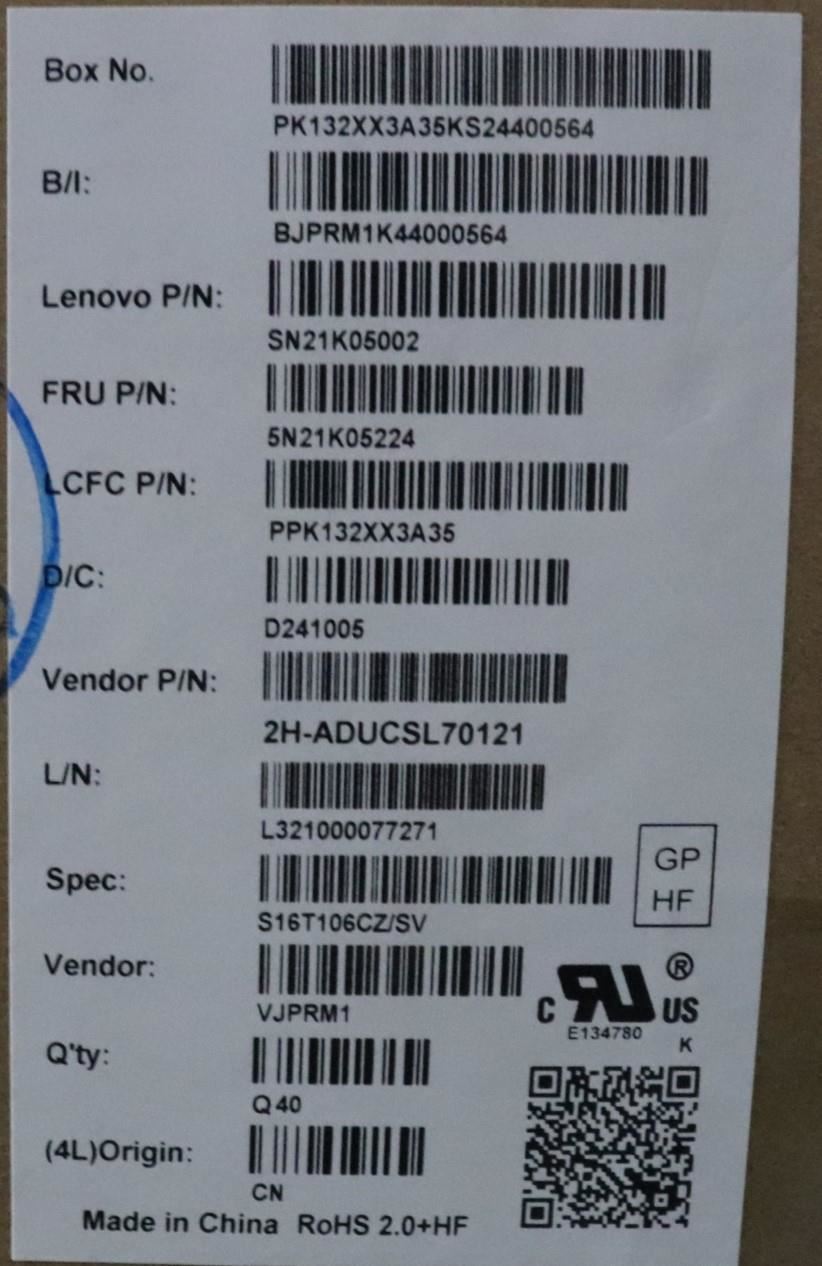 Box No.
PK132XX3A35KS24400564
B/I:
BJPRM1K44000564
Lenovo P/N:
SN21K05002
FRU P/N:
5N21K05224
LCFC P/N:
PPK132XX3A35
D/C:
D241005
Vendor P/N:
2H-ADUCSL70121
L/N:
L321000077271
GP
HF
Spec:
S16T106CZ/SV
Vendor:
VJPRM1
C RU US ®
E134780
K
Q'ty:
Q40
(4L)Origin:
CN
Made in China RoHS 2.0+HF